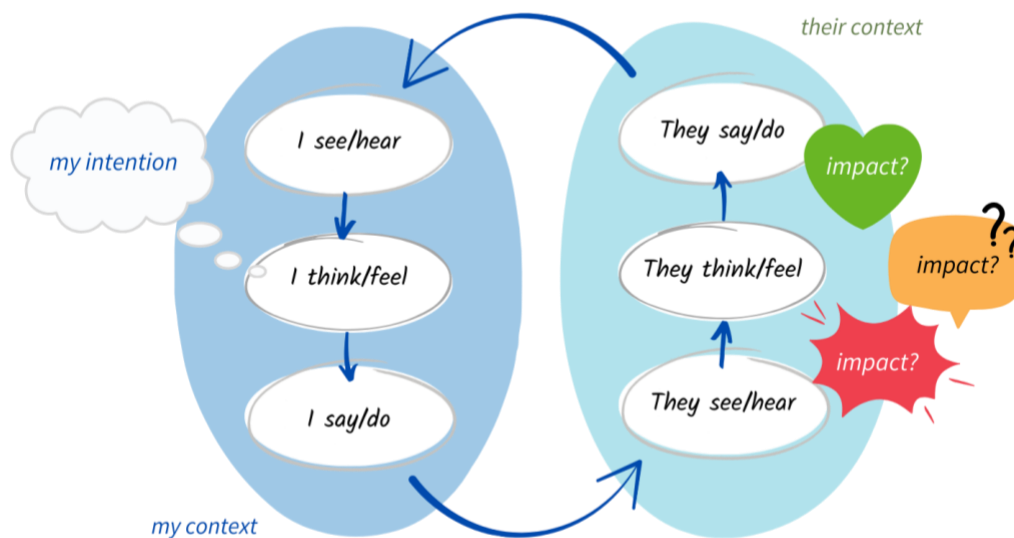 their context
my intention
I see/hear
I think/feel
I say/do
my context
They say/do
They think/feel
They see/hear
impact?
??
impact?
impact?